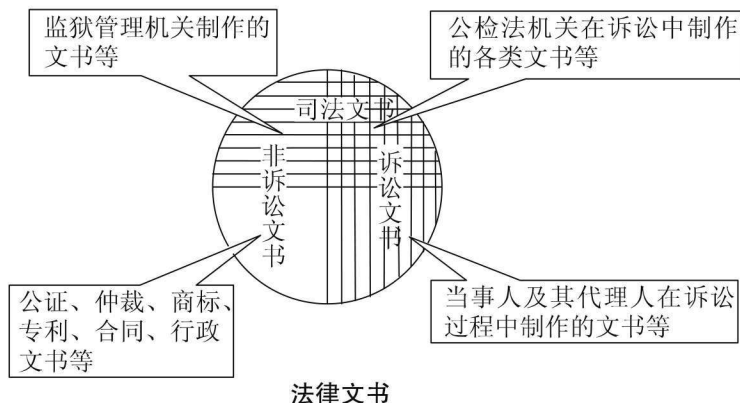 监狱管理机关制作的
文书等
公检法机关在诉讼中制作
的各类文书等
司法文书
非诉讼文书
诉讼文书
公证、仲裁、商标、
专利、合同、行政
文书等
当事人及其代理人在诉讼
过程中制作的文书等
法律文书